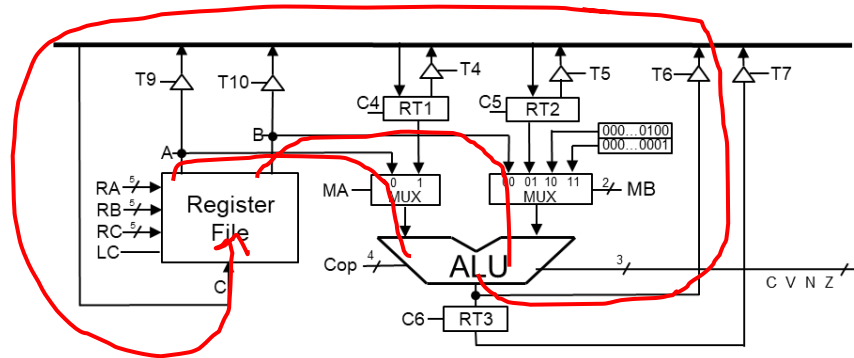 T9 T10 T4 T5 T6 T7
C4 RT1 C5 RT2
B 000...0100
A 000...0001
0 1 00 01 10 11
RA 5 MA MUX MUX 2 MB
RB 5 Register
RC 5 File
LC
C Cop 4 ALU 3
C V N Z
C6 RT3